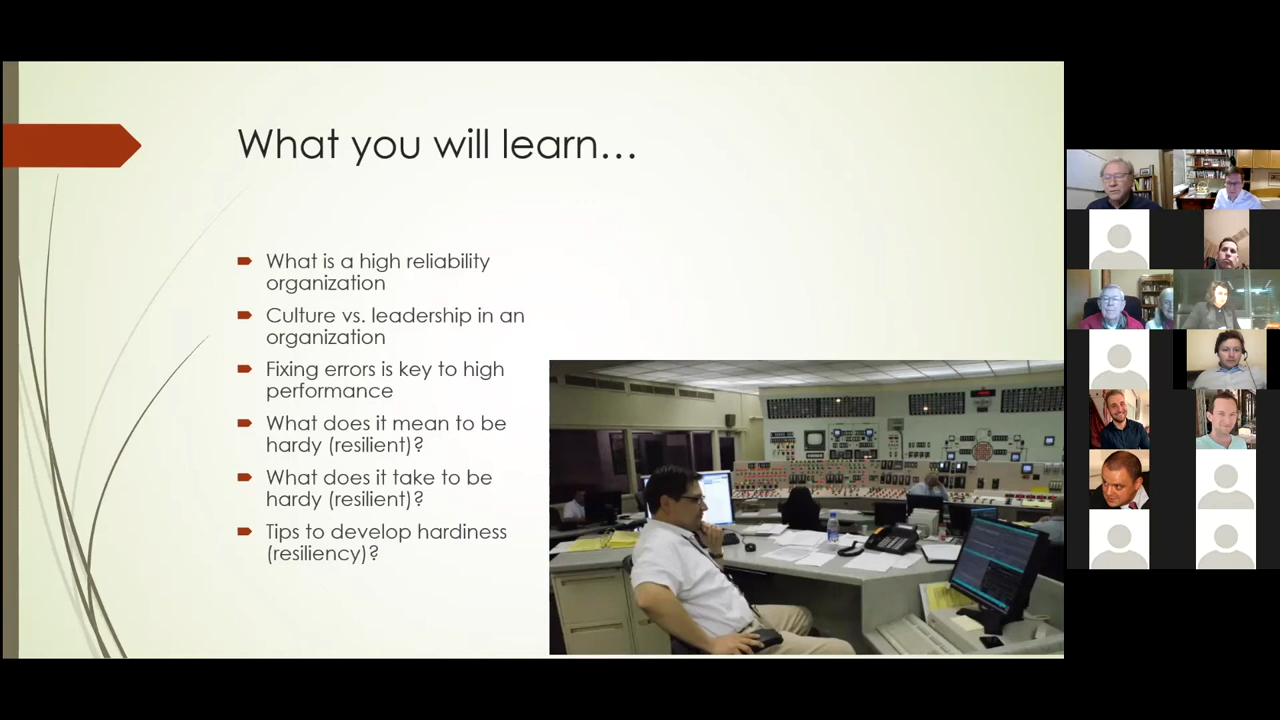 What you will learn…
What is a high reliability
organization
Culture vs. leadership in an
organization
Fixing errors is key to high
performance
What does it mean to be
hardy (resilient)?
What does it take to be
hardy (resilient)?
Tips to develop hardiness
(resiliency)?